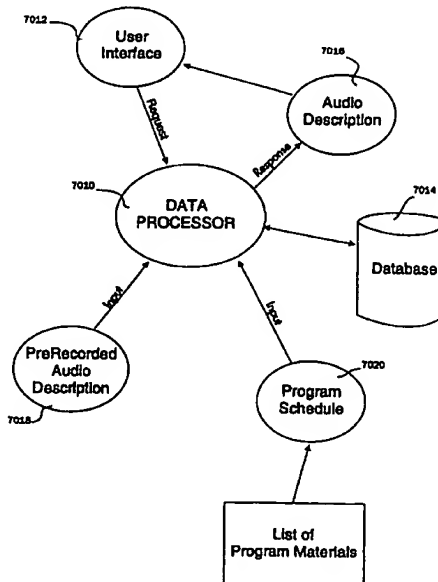 7012
User
Interface
7016
Audio
Description
Request
Response
7010
DATA
PROCESSOR
7014
Database
Input
Input
PreRecorded
Audio
Description
7018
7020
Program
Schedule
List of
Program Materials